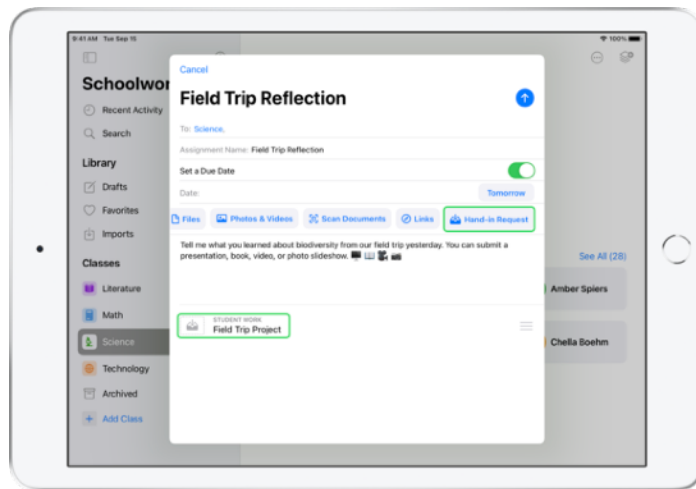 9:41 AM Tue Sep 15
100%
Schoolwor
Recent Activity
Search
Library
Drafts
Favorites
Imports
Classes
Literature
Math
Science
Technology
Archived
Add Class
Cancel
Field Trip Reflection
To: Science,
Assignment Name: Field Trip Reflection
Set a Due Date
Date:
Tomorrow
Files
Photos & Videos
Scan Documents
Links
Hand-in Request
Tell me what you learned about biodiversity from our field trip yesterday. You can submit a
presentation, book, video, or photo slideshow.
STUDENT WORK
Field Trip Project
See All (28)
Amber Spiers
Chella Boehm